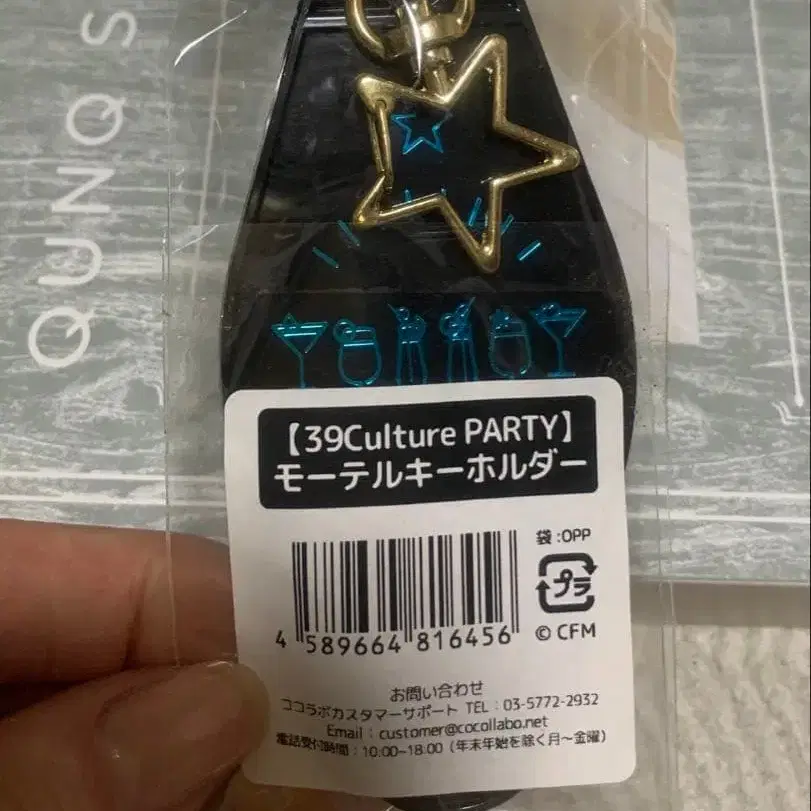 QUNQ S
【39Culture PARTY】
モーテルキーホルダー
袋:OPP
プラ
4 589664 816456
© CFM
お問い合わせ
ココラボカスタマーサポート TEL: 03-5772-2932
Email : customer@cocollabo.net
電話受付時間:10:00~18:00(年末年始を除く月~金曜)